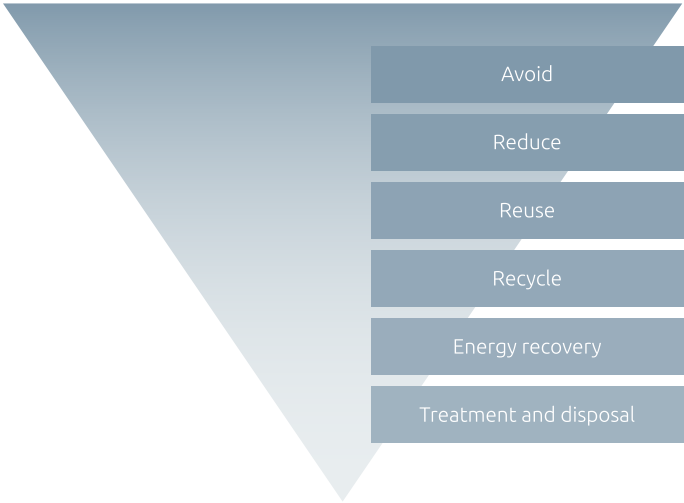 Avoid
Reduce
Reuse
Recycle
Energy recovery
Treatment and disposal